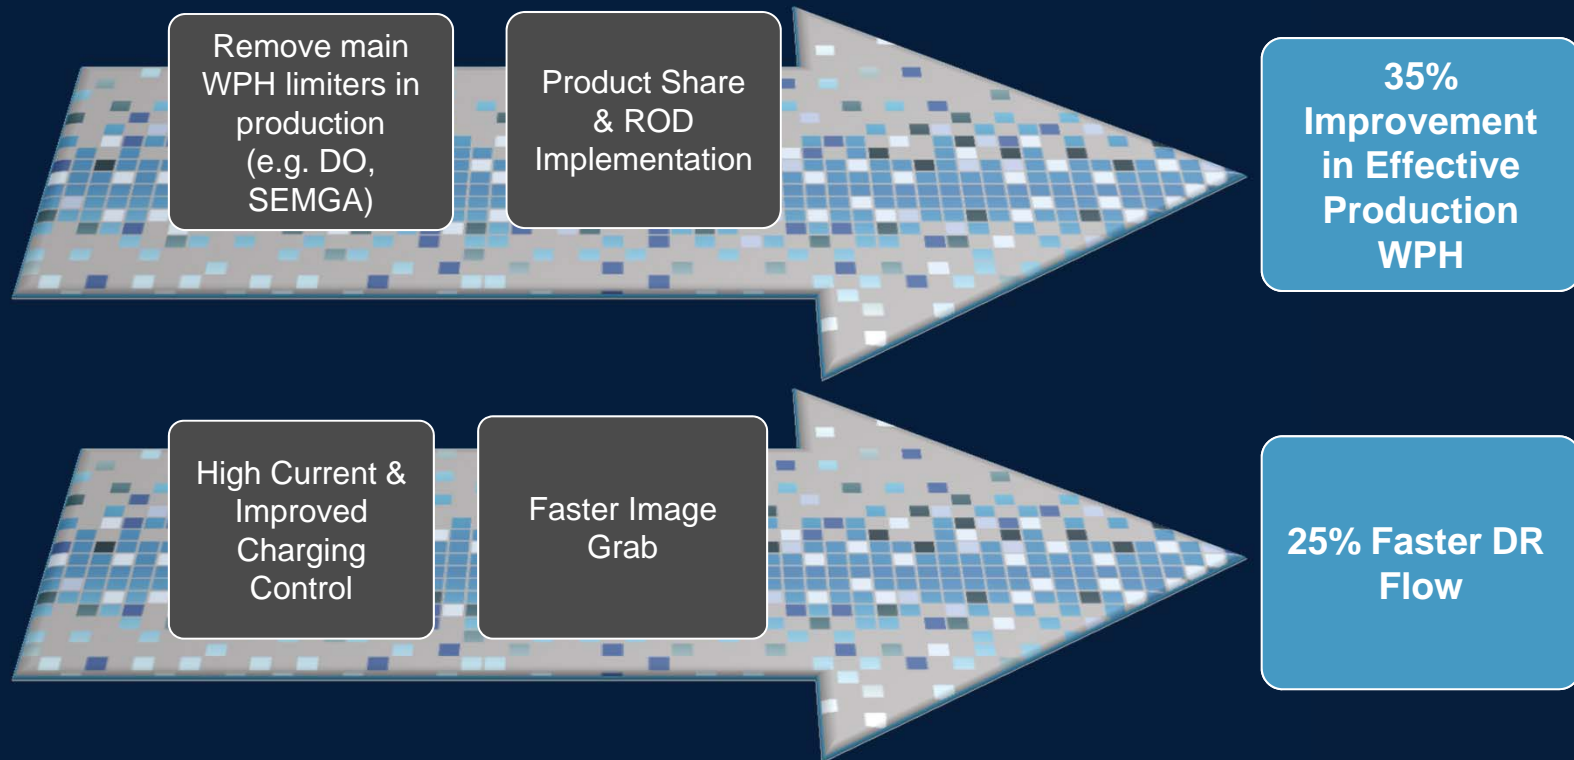 Remove main
WPH limiters in
production
(e.g. DO,
SEMGA)
Product Share
& ROD
Implementation
35%
Improvement
in Effective
Production
WPH
High Current &
Improved
Charging
Control
Faster Image
Grab
25% Faster DR
Flow